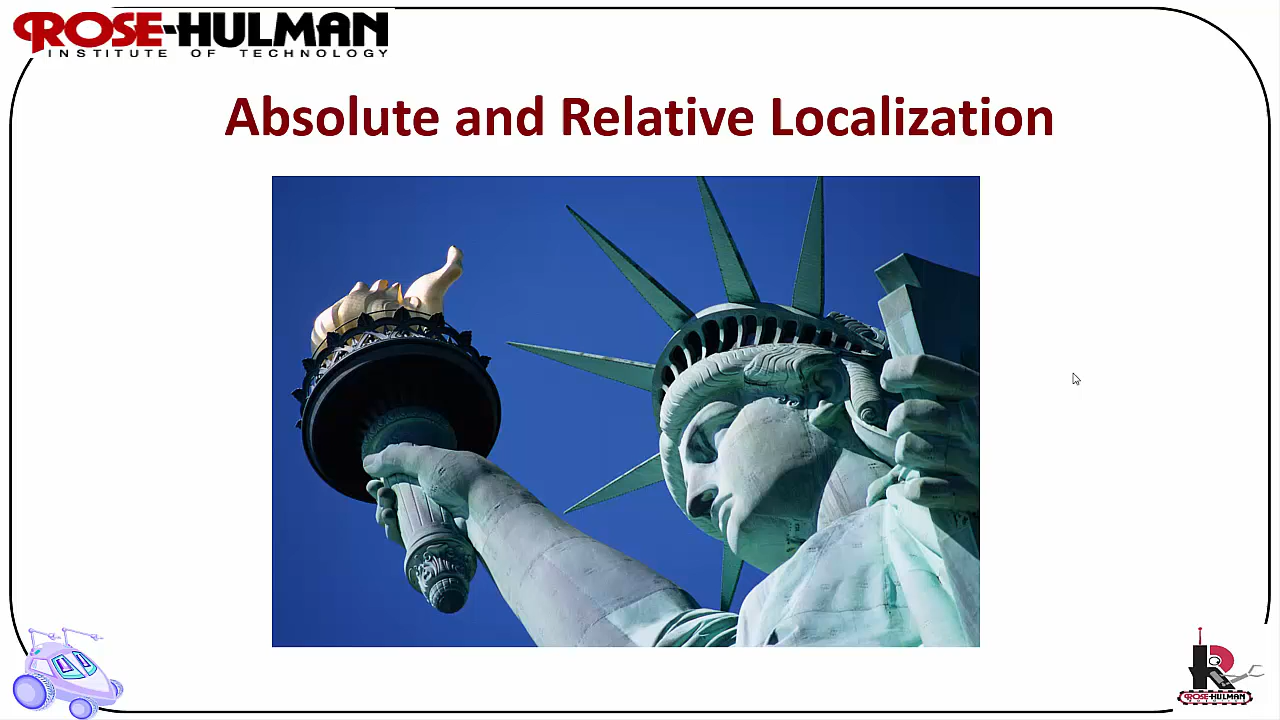 ROSE-HULMAN
INSTITUTE OF TECHNOLOGY
Absolute and Relative Localization
R
ROSE-HULMAN